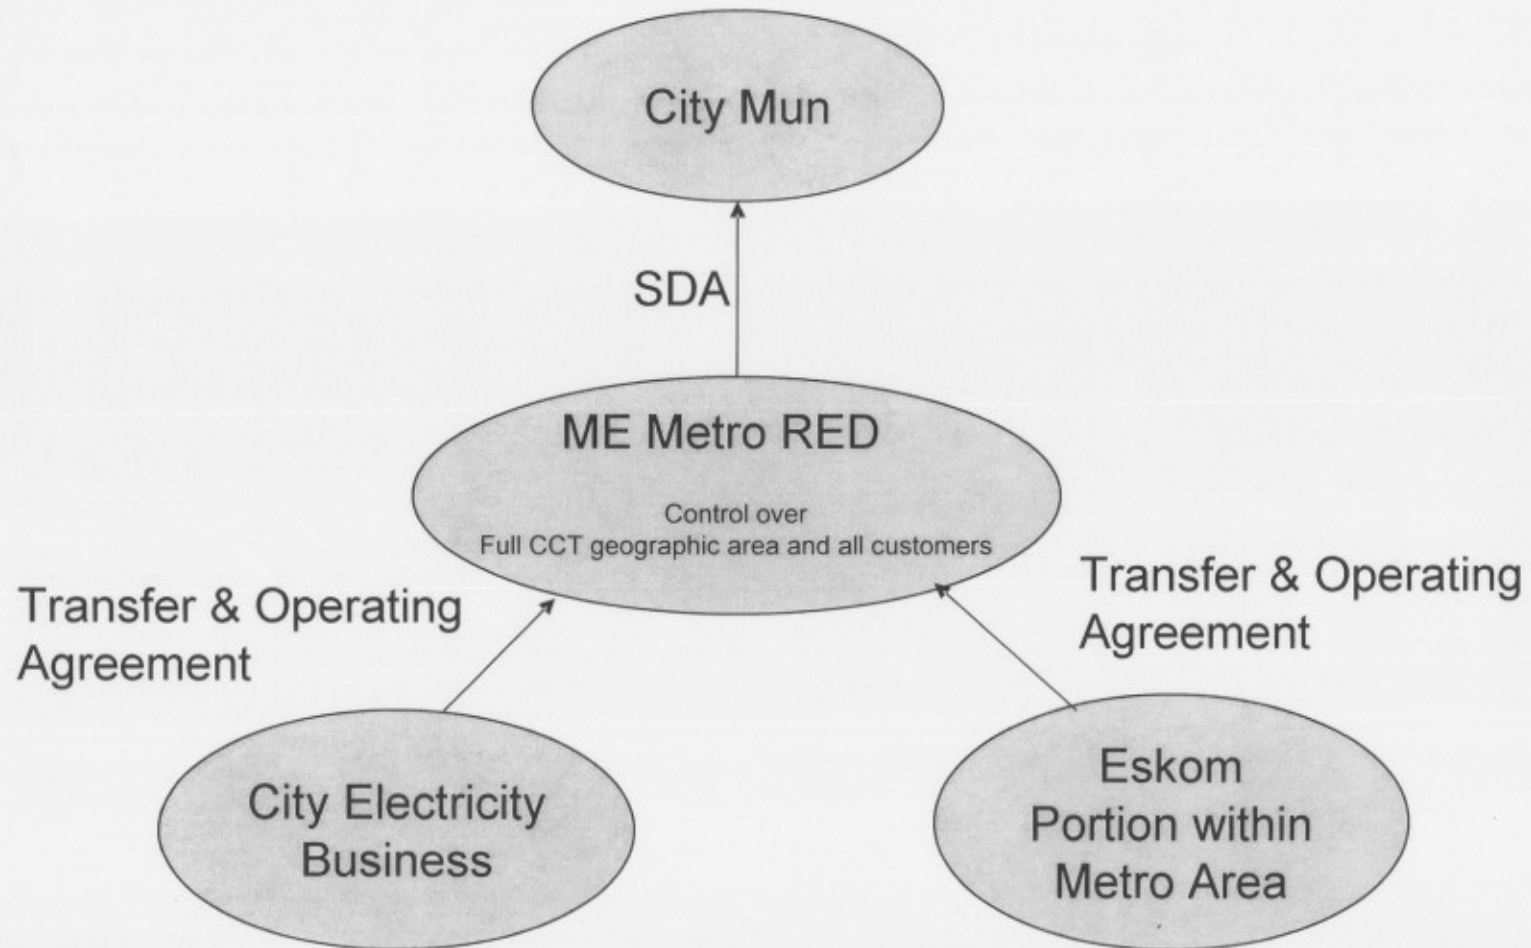 City Mun
SDA
ME Metro RED
Control over
Full CCT geographic area and all customers
Transfer & Operating
Agreement
Transfer & Operating
Agreement
City Electricity
Business
Eskom
Portion within
Metro Area